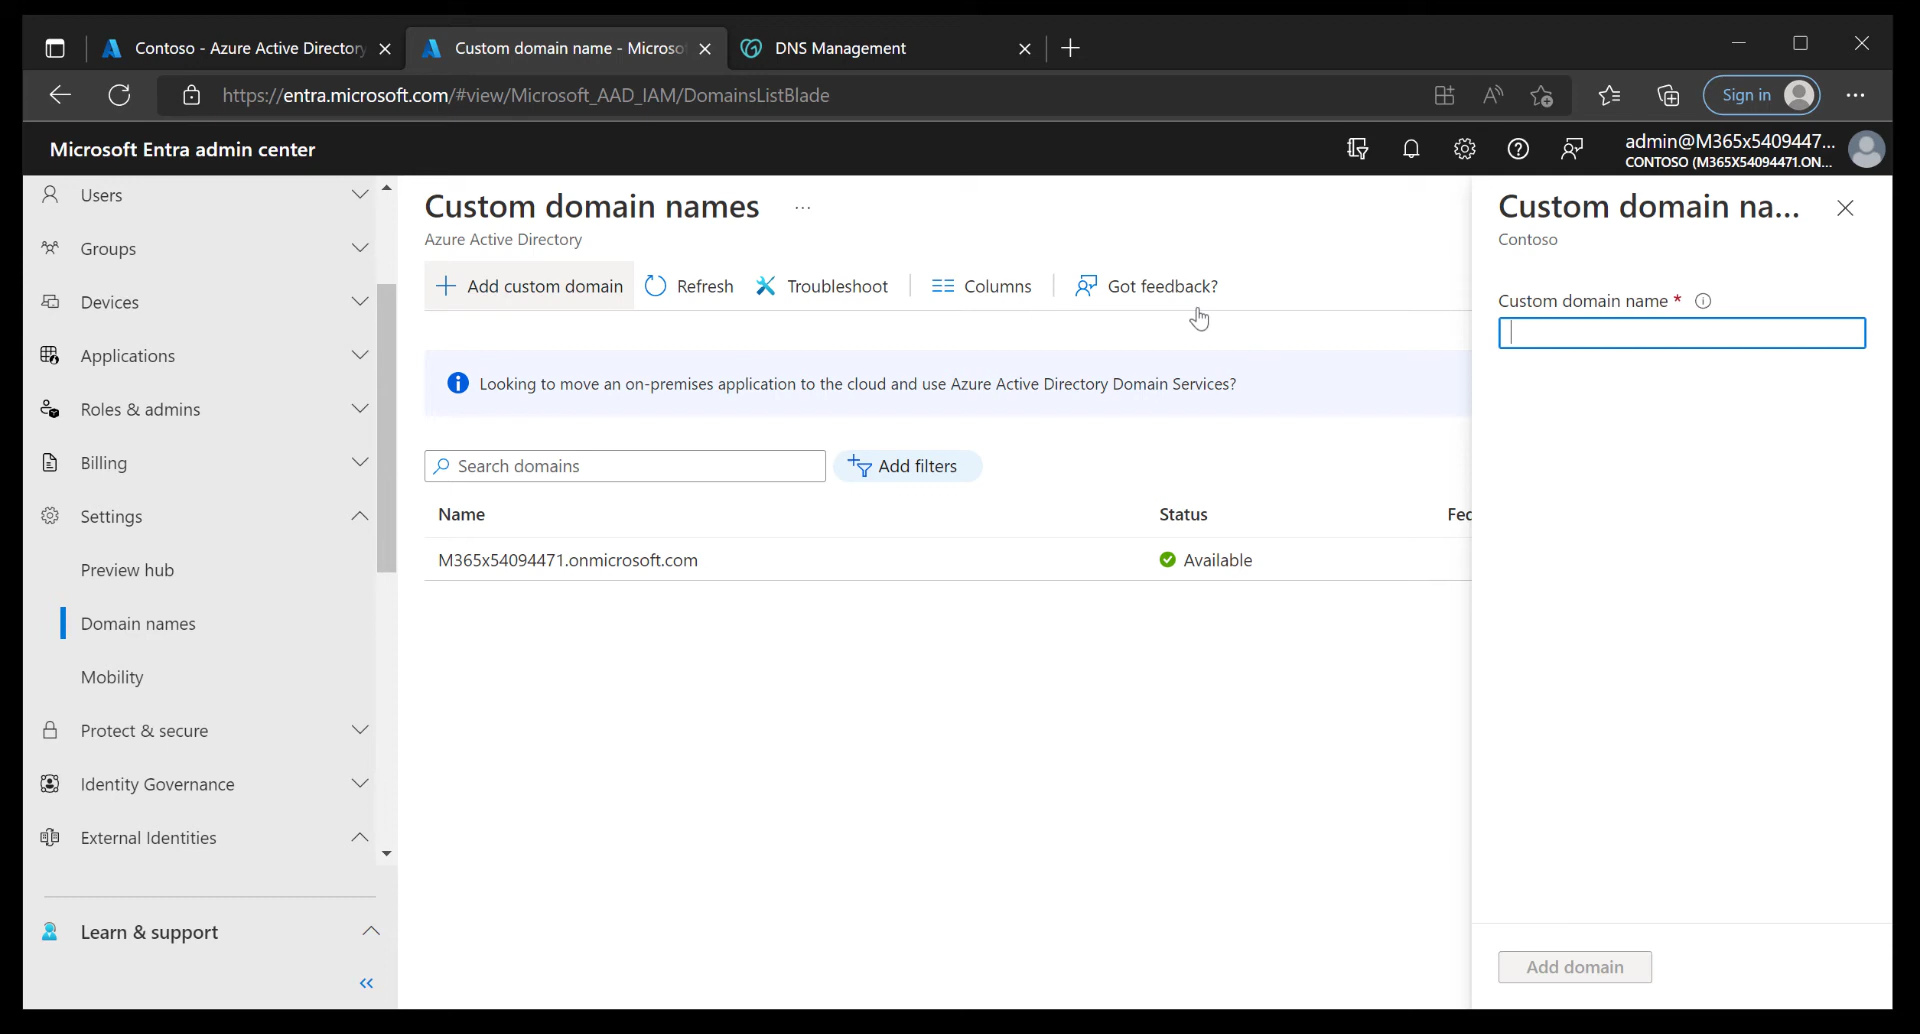 Contoso - Azure Active Directory
Custom domain name - Microso
DNS Management
https://entra.microsoft.com/#view/Microsoft_AAD_IAM/DomainsListBlade
Sign in
Microsoft Entra admin center
admin@M365x5409447...
CONTOSO (M365X54094471.ON...
Users
Groups
Devices
Applications
Roles & admins
Billing
Settings
Preview hub
Domain names
Mobility
Protect & secure
Identity Governance
External Identities
Learn & support
Custom domain names
...
Azure Active Directory
Add custom domain
Refresh
Troubleshoot
Columns
Got feedback?
Looking to move an on-premises application to the cloud and use Azure Active Directory Domain Services?
Search domains
Add filters
Name Status Fed
M365x54094471.onmicrosoft.com Available
Custom domain na...
Contoso
Custom domain name *
Add domain